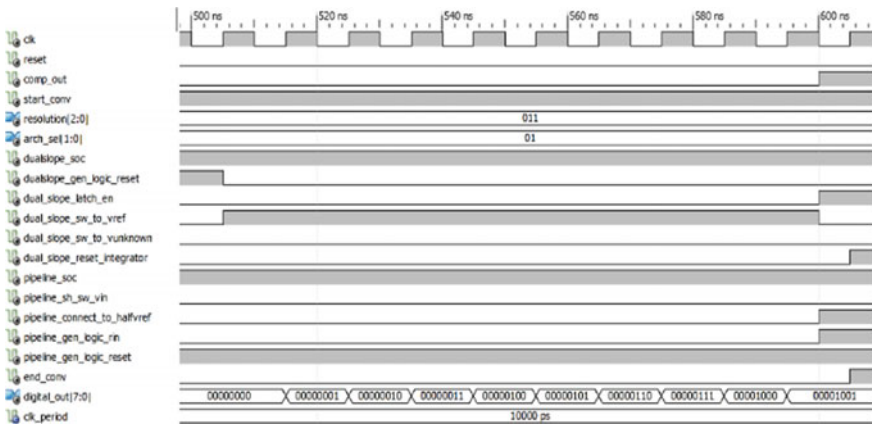 500 ns 520 ns 540 ns 560 ns 580 ns 600 ns
clk
reset
comp_out
start_conv
resolution[2:0] 011
arch_sel[1:0] 01
dualslope_soc
dualslope_gen_logic_reset
dual_slope_latch_en
dual_slope_sw_to_vref
dual_slope_sw_to_vunknown
dual_slope_reset_integrator
pipeline_soc
pipeline_sh_sw_vin
pipeline_connect_to_halfvref
pipeline_gen_logic_rin
pipeline_gen_logic_reset
end_conv
digital_out[7:0] 00000000 00000001 00000010 00000011 00000100 00000101 00000110 00000111 00001000 00001001
clk_period 10000 ps